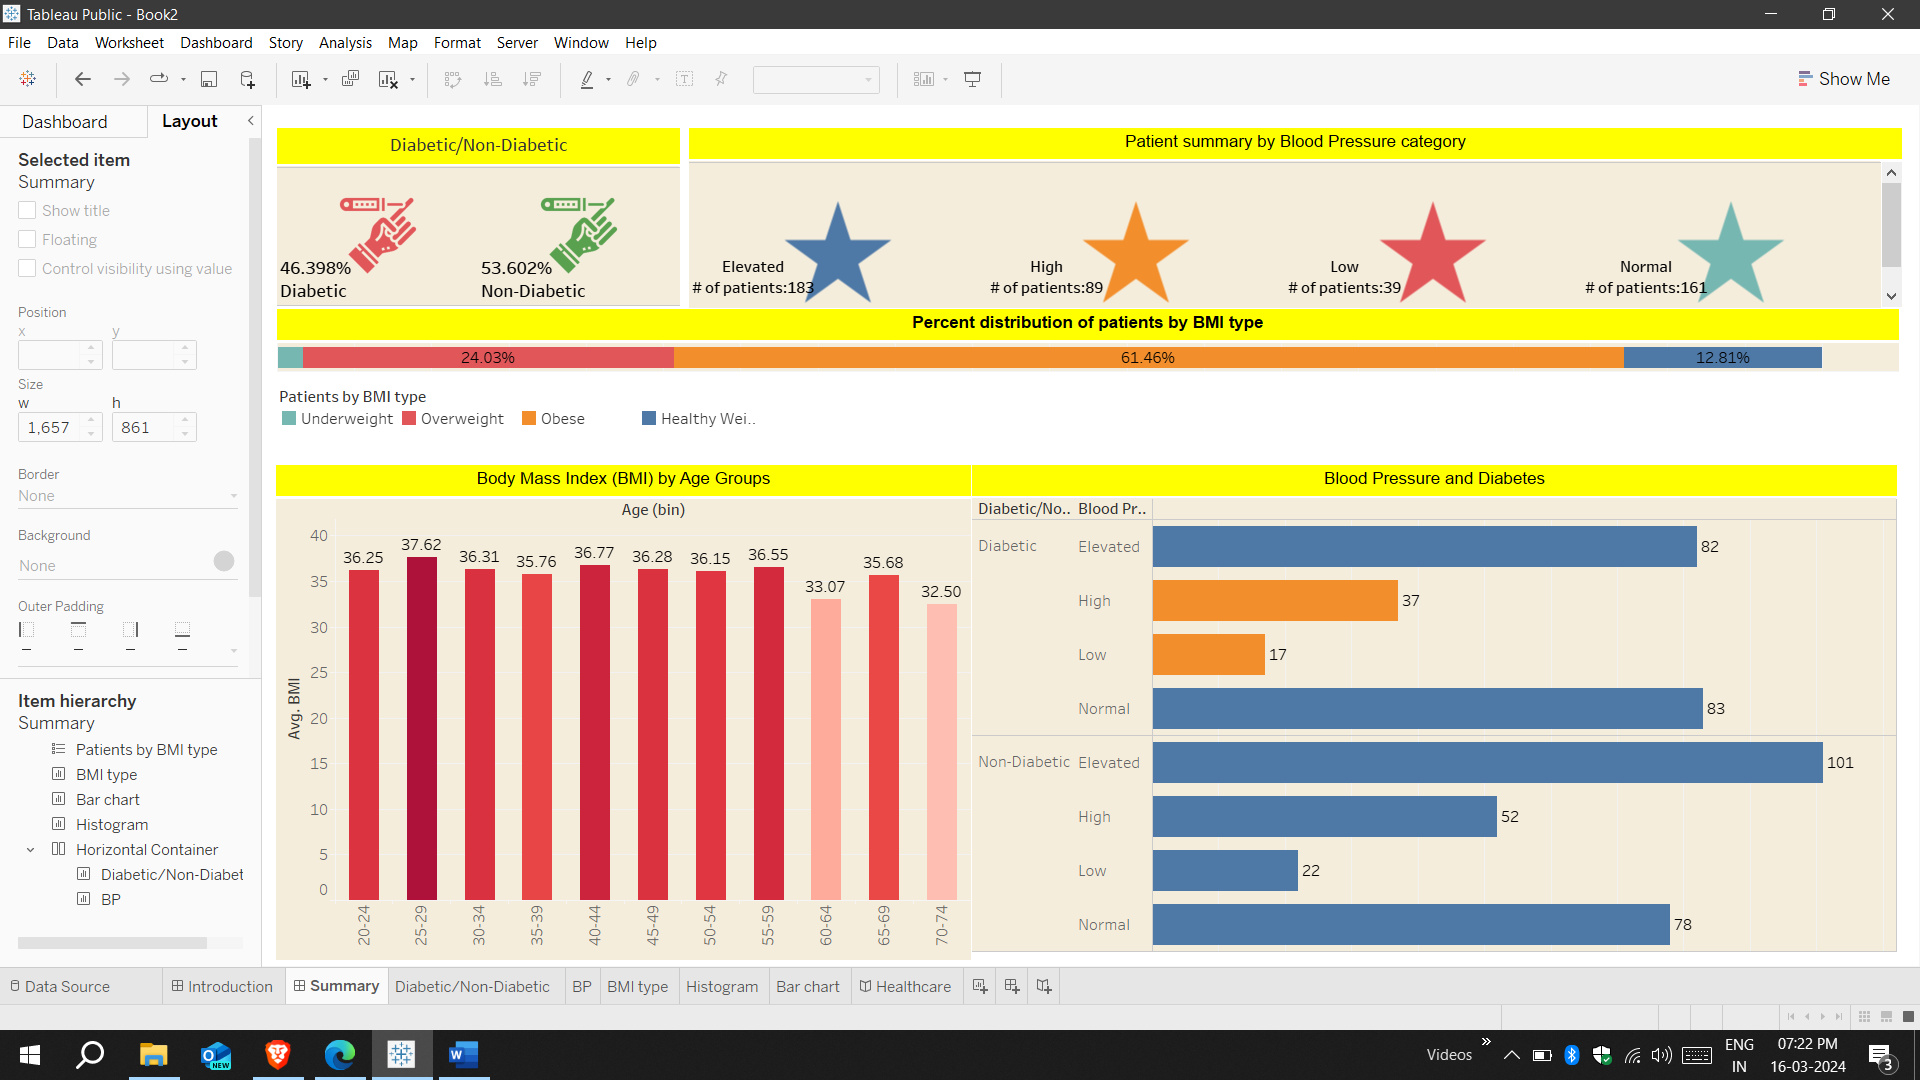 Tableau Public - Book2
File Data Worksheet Dashboard Story Analysis Map Format Server Window Help
Show Me
Dashboard Layout
Selected item
Summary
Show title
Floating
Control visibility using value
Position
x y
Size
w h
1,657 861
Border
None
Background
None
Outer Padding
Item hierarchy
Summary
Patients by BMI type
BMI type
Bar chart
Histogram
Horizontal Container
Diabetic/Non-Diabet
BP
Diabetic/Non-Diabetic
46.398%
Diabetic
53.602%
Non-Diabetic
Patient summary by Blood Pressure category
Elevated
# of patients:183
High
# of patients:89
Low
# of patients:39
Normal
# of patients:161
Percent distribution of patients by BMI type
24.03% 61.46% 12.81%
Patients by BMI type
Underweight Overweight Obese Healthy Wei..
Body Mass Index (BMI) by Age Groups
Age (bin)
Avg. BMI
40
35
30
25
20
15
10
5
0
36.25 37.62 36.31 35.76 36.77 36.28 36.15 36.55 33.07 35.68 32.50
20-24 25-29 30-34 35-39 40-44 45-49 50-54 55-59 60-64 65-69 70-74
Blood Pressure and Diabetes
Diabetic/No.. Blood Pr..
Diabetic Elevated 82
High 37
Low 17
Normal 83
Non-Diabetic Elevated 101
High 52
Low 22
Normal 78
Data Source Introduction Summary Diabetic/Non-Diabetic BP BMI type Histogram Bar chart Healthcare
Videos
ENG
IN
07:22 PM
16-03-2024
3
NEW